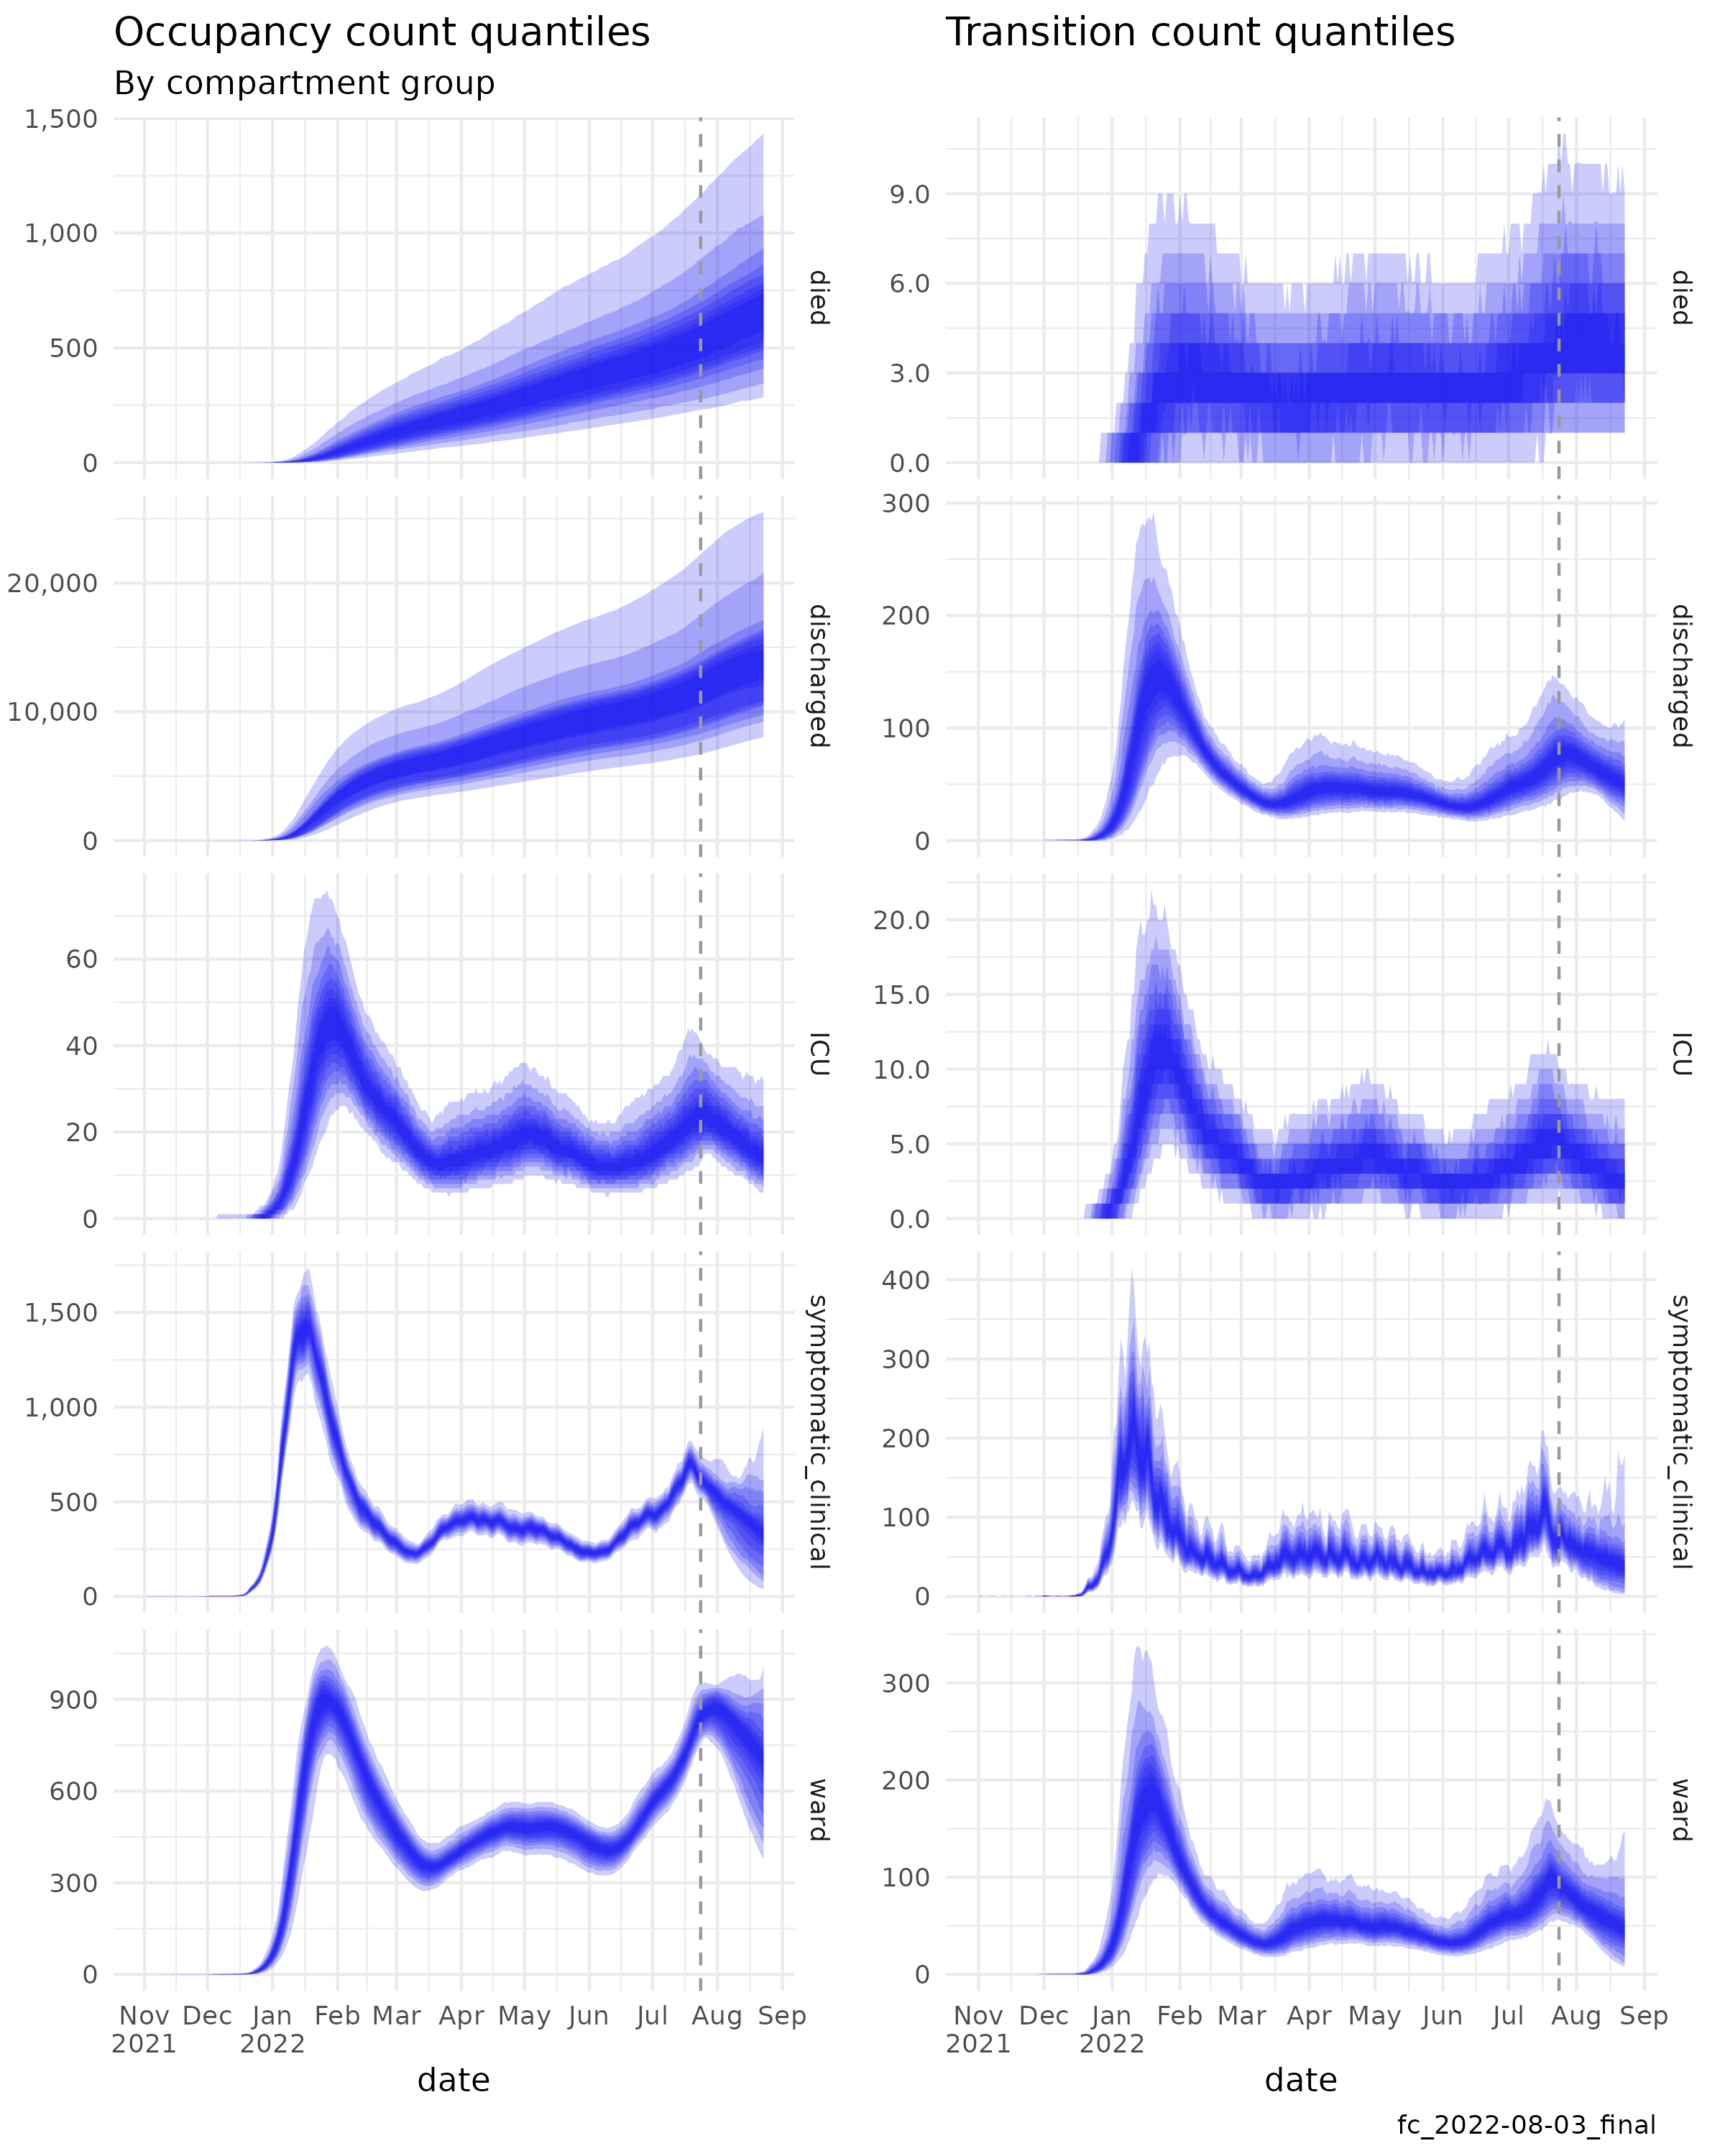 Occupancy count quantiles
By compartment group
1,500
1,000
500
0
died
20,000
10,000
0
discharged
60
40
20
0
ICU
1,500
1,000
500
0
symptomatic_clinical
900
600
300
0
ward
Nov Dec Jan Feb Mar Apr May Jun Jul Aug Sep
2021 2022
date
Transition count quantiles
9.0
6.0
3.0
0.0
died
300
200
100
0
discharged
20.0
15.0
10.0
5.0
0.0
ICU
400
300
200
100
0
symptomatic_clinical
300
200
100
0
ward
Nov Dec Jan Feb Mar Apr May Jun Jul Aug Sep
2021 2022
date
fc_2022-08-03_final